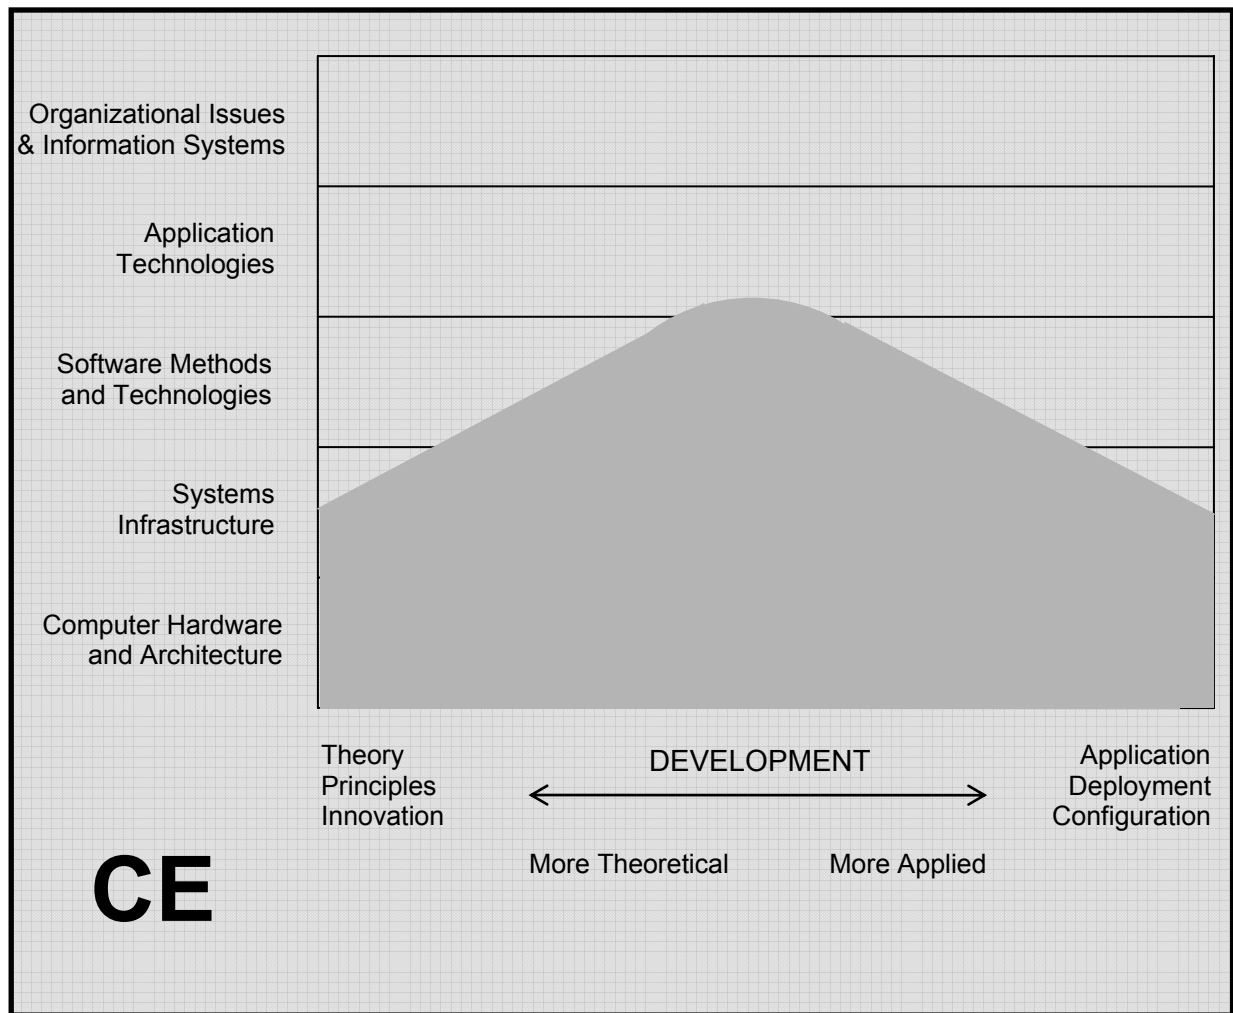 Organizational Issues
& Information Systems
Application
Technologies
Software Methods
and Technologies
Systems
Infrastructure
Computer Hardware
and Architecture
Theory
Principles
Innovation
DEVELOPMENT
Application
Deployment
Configuration
More Theoretical
More Applied
CE